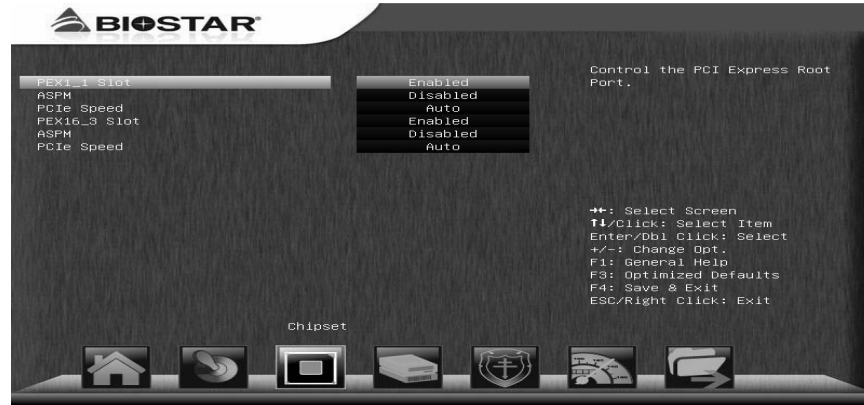 BIOSTAR
PEX1_1 Slot Enabled
ASPM Disabled
PCIe Speed Auto
PEX16_3 Slot Enabled
ASPM Disabled
PCIe Speed Auto
Control the PCI Express Root
Port.
→←: Select Screen
↑↓/Click: Select Item
Enter/Dbl Click: Select
+/-: Change Opt.
F1: General Help
F3: Optimized Defaults
F4: Save & Exit
ESC/Right Click: Exit
Chipset